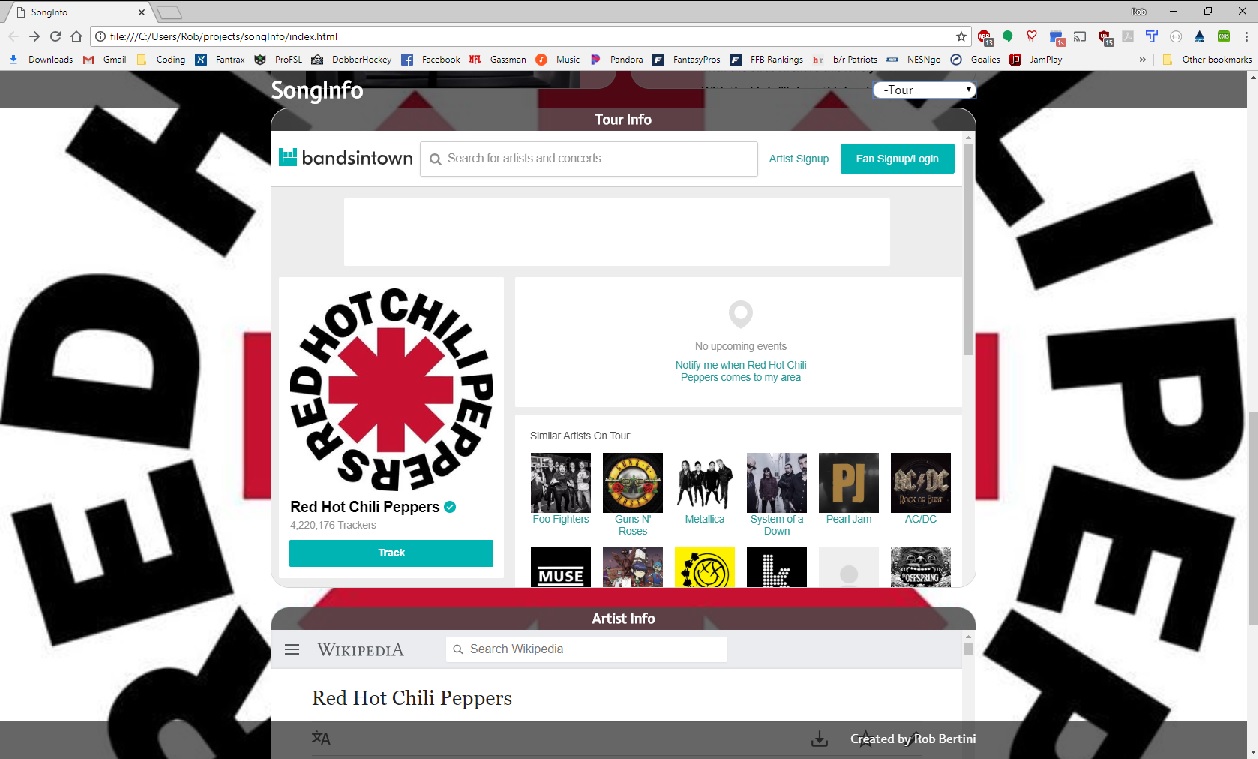 SongInfo
Rob
file:///C:/Users/Rob/projects/songInfo/index.html
Downloads Gmail Coding Fantrax ProFSL DobberHockey Facebook Gassman Music Pandora FantasyPros FFB Rankings b/r Patriots NESNgo Goalies JamPlay » Other bookmarks
SongInfo
-Tour
Tour Info
bandsintown
Search for artists and concerts
Artist Signup
Fan Signup/Login
RED HOT CHILI PEPPERS
Red Hot Chili Peppers
4,220,176 Trackers
Track
No upcoming events
Notify me when Red Hot Chili
Peppers comes to my area
Similar Artists On Tour
PJ
AC/DC
Foo Fighters
Guns N'
Roses
Metallica
System of a
Down
Pearl Jam
AC/DC
MUSE
k
OFFSPRING
Artist Info
WIKIPEDIA
Search Wikipedia
Red Hot Chili Peppers
Created by Rob Bertini